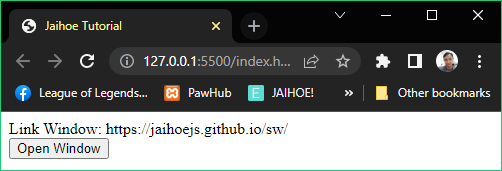 Jaihoe Tutorial
127.0.0.1:5500/index.h...
League of Legends... PawHub JAIHOE! Other bookmarks
Link Window: https://jaihoejs.github.io/sw/
Open Window